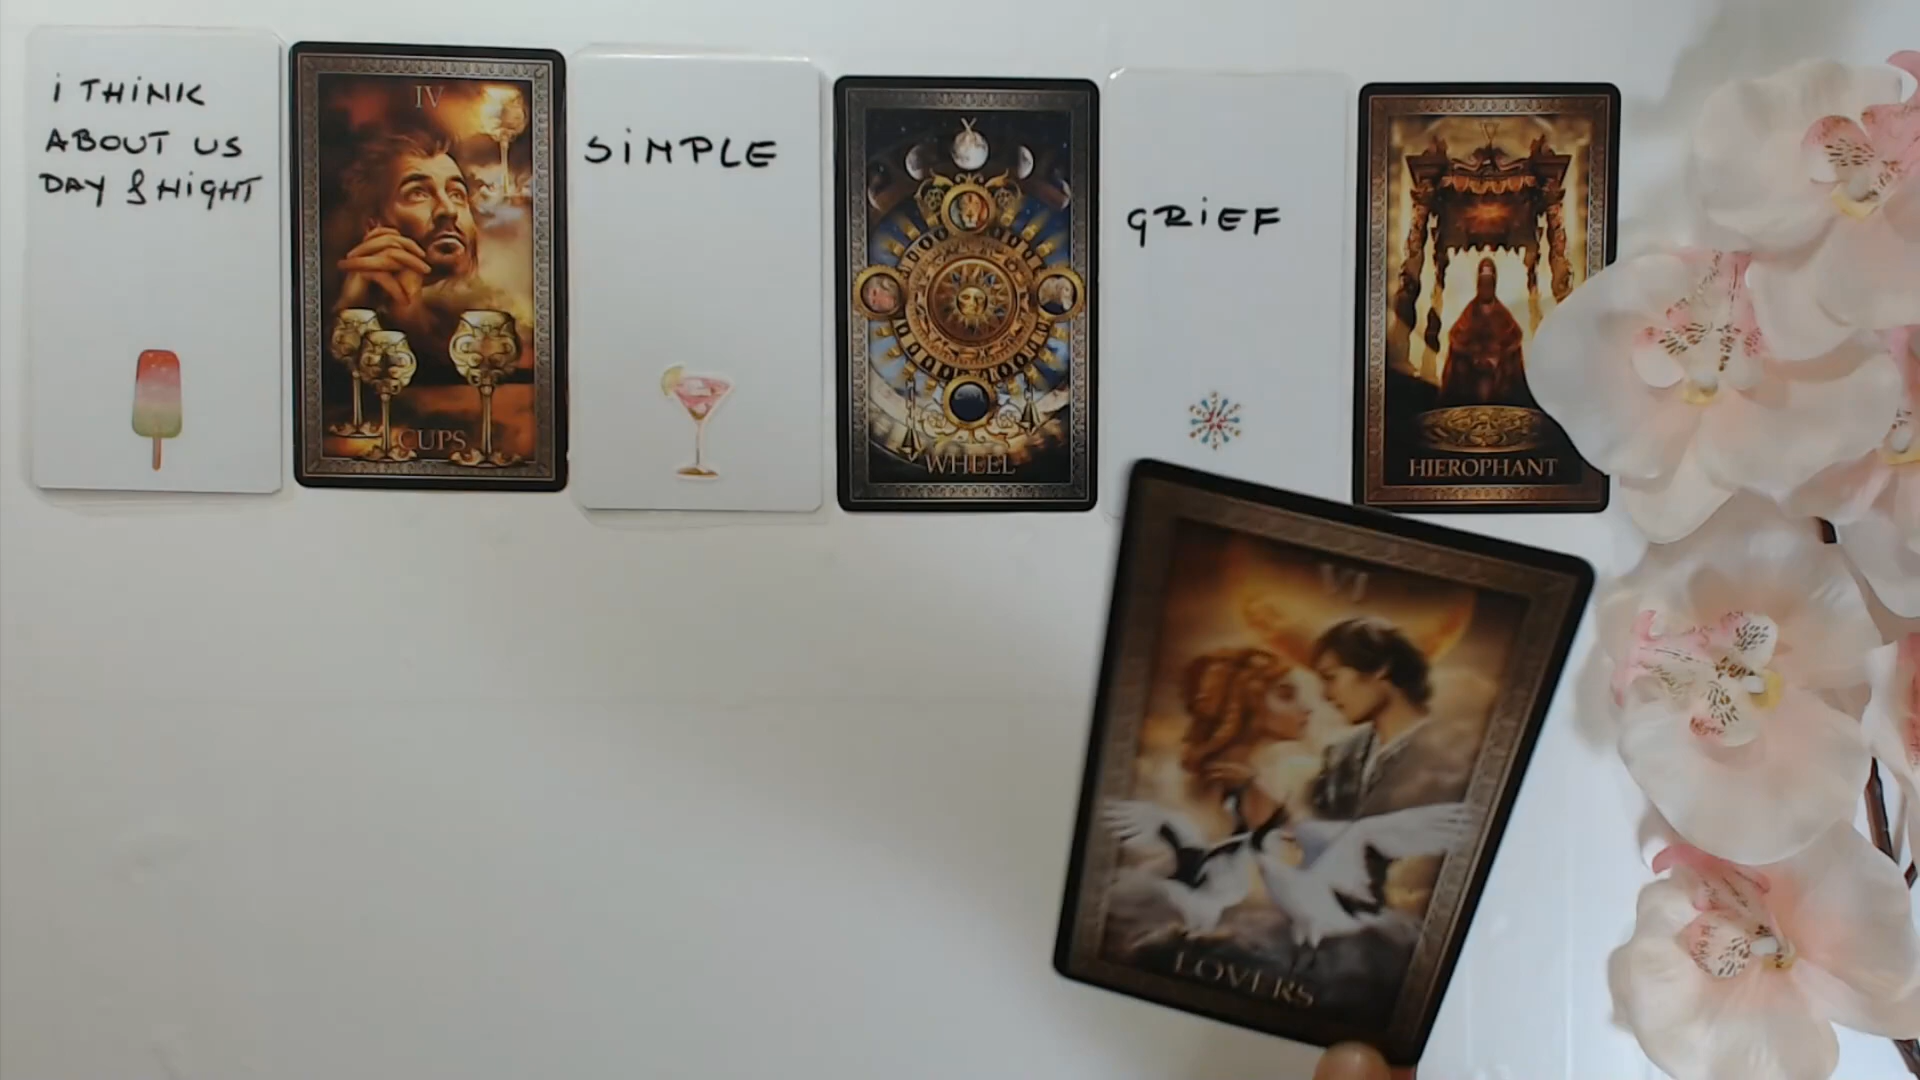 i THiNK
ABOUT US
DAY & NiGHT
IV
CUPS
SiMPLE
WHEEL
GRiEF
HIEROPHANT
VI
LOVERS